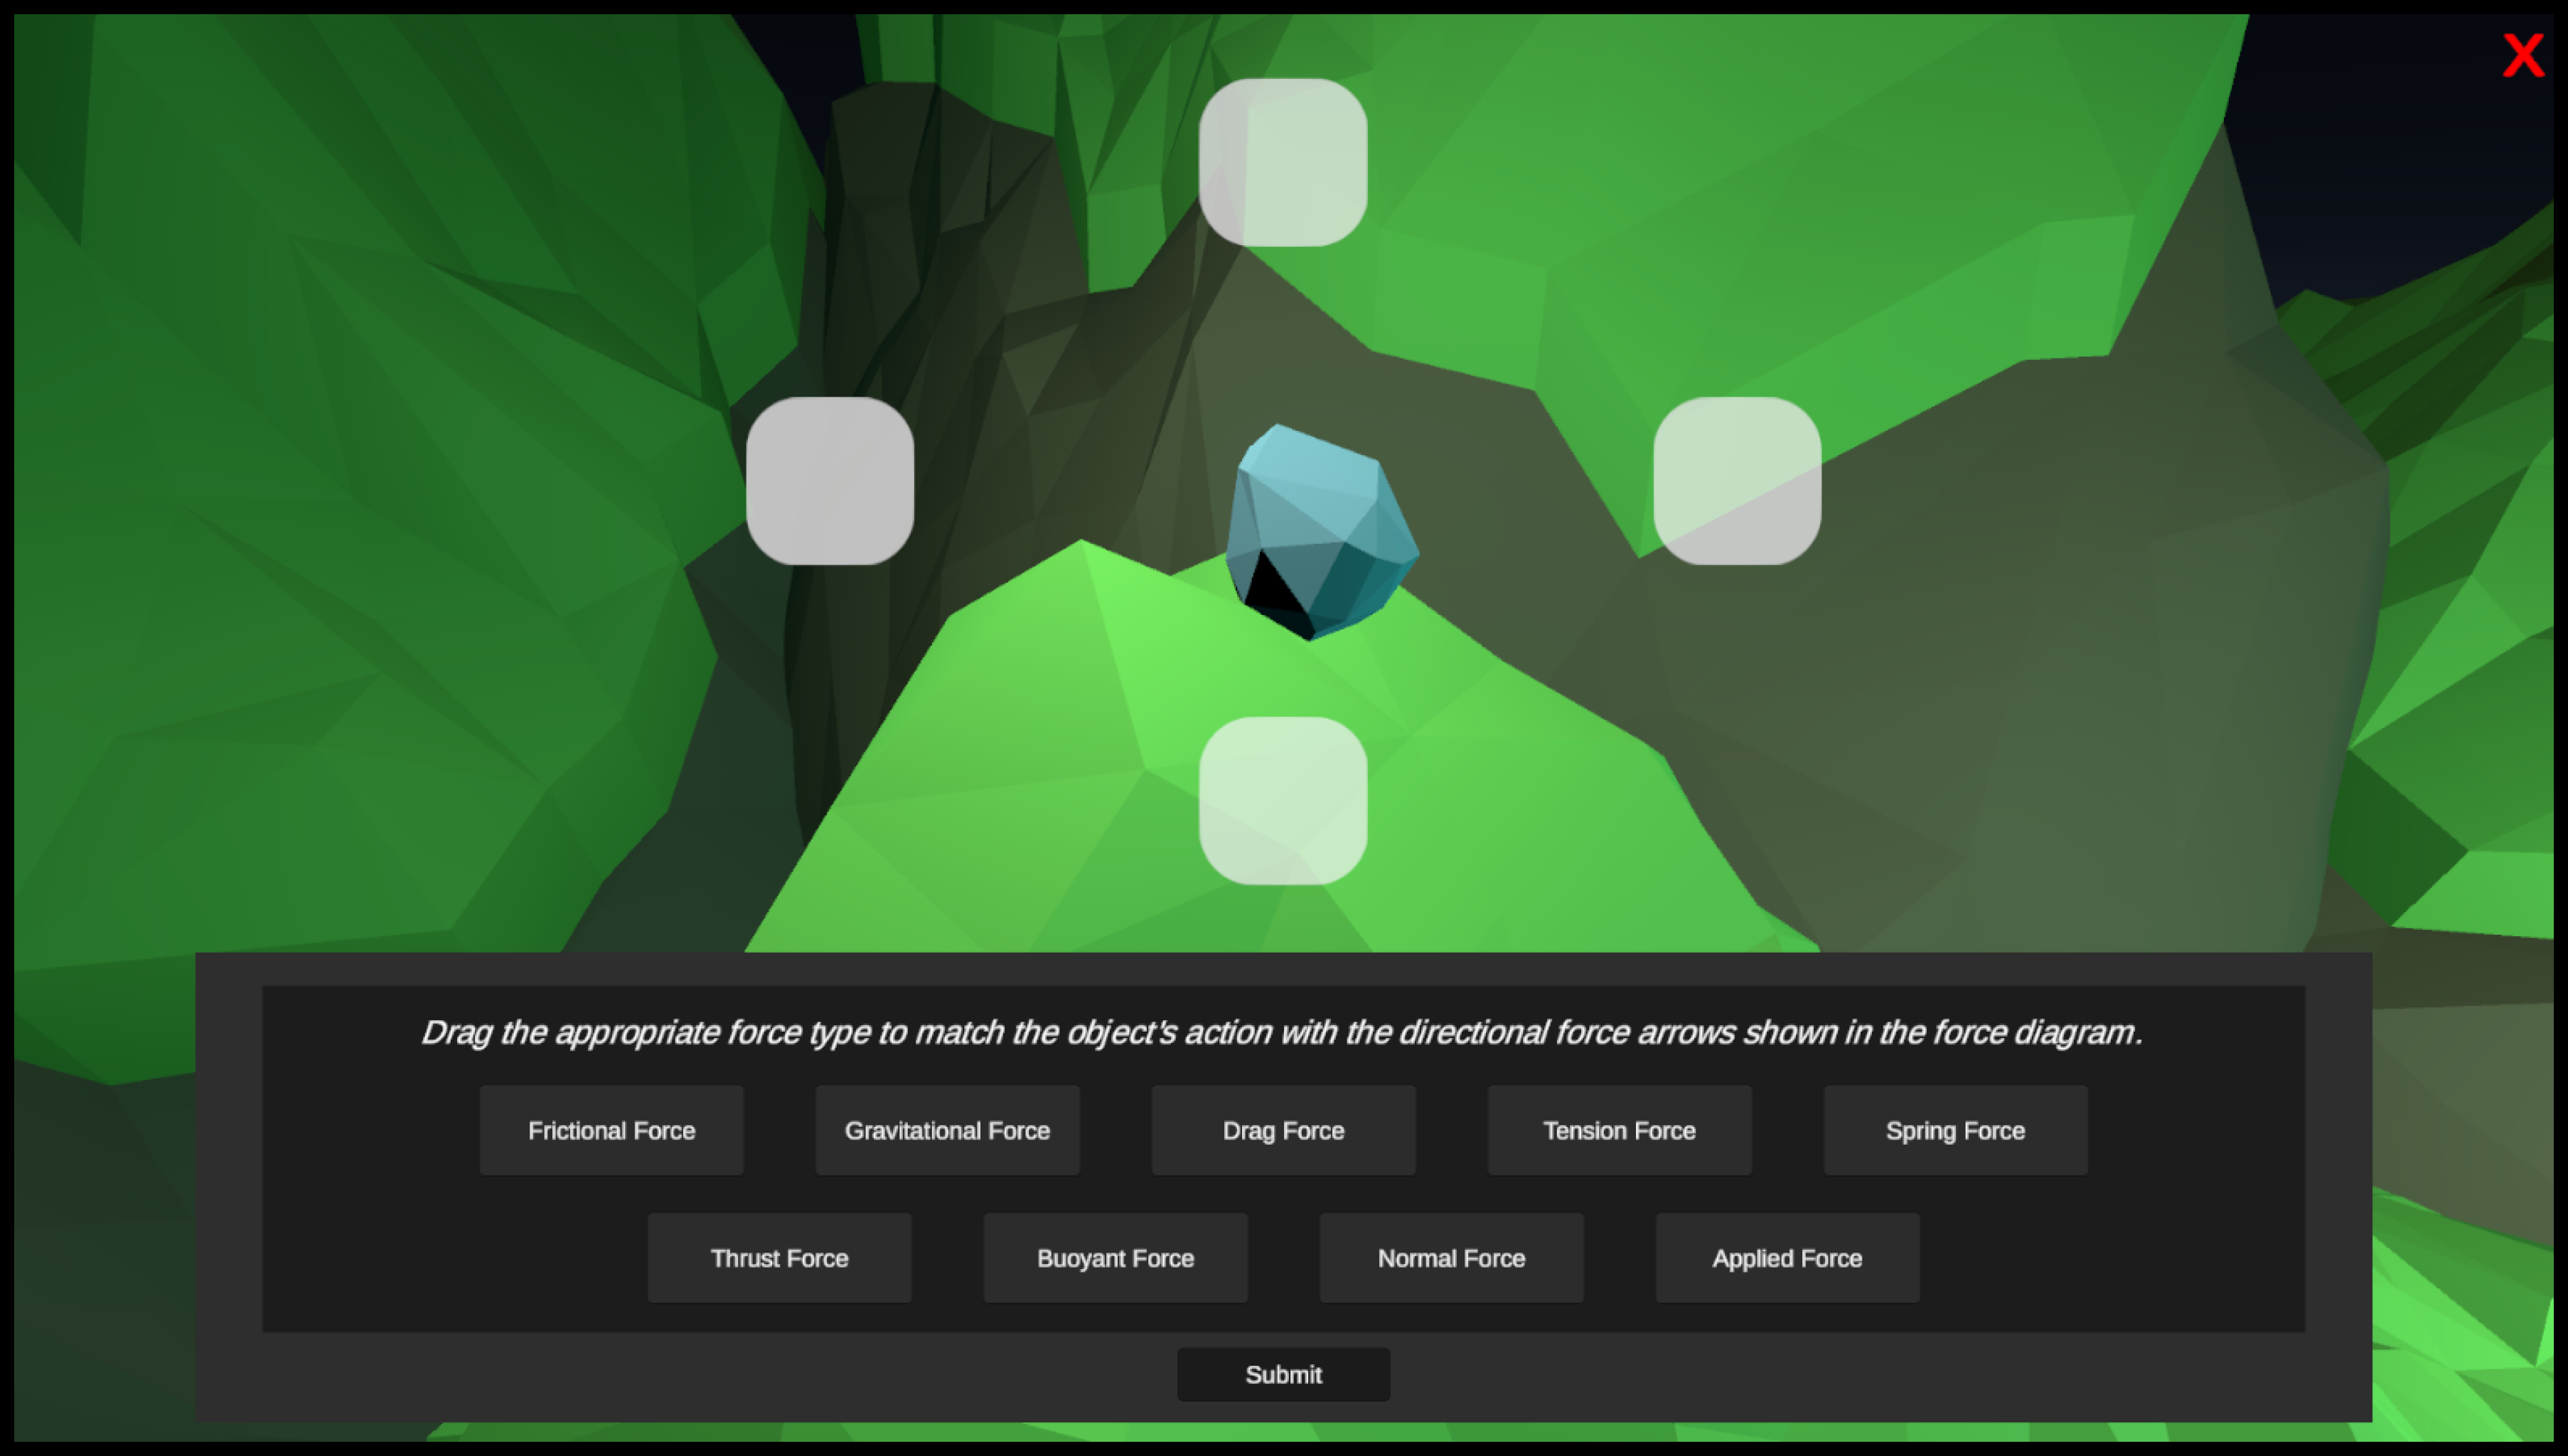 X
Drag the appropriate force type to match the object's action with the directional force arrows shown in the force diagram.
Frictional Force Gravitational Force Drag Force Tension Force Spring Force
Thrust Force Buoyant Force Normal Force Applied Force
Submit